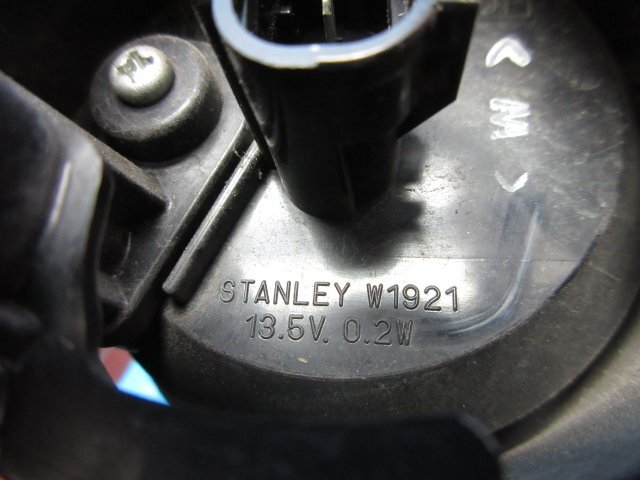 < M >
STANLEY W1921
13.5V. 0.2W